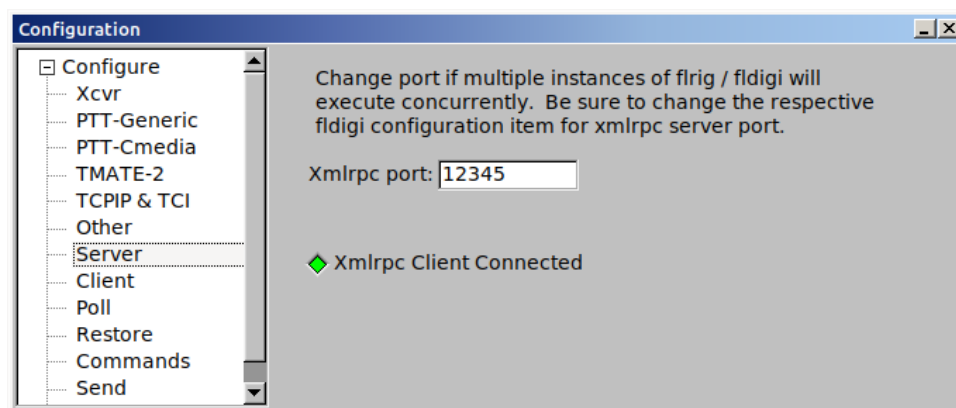 Configuration
Configure
Xcvr
PTT-Generic
PTT-Cmedia
TMATE-2
TCPIP & TCI
Other
Server
Client
Poll
Restore
Commands
Send
Change port if multiple instances of flrig / fldigi will
execute concurrently. Be sure to change the respective
fldigi configuration item for xmlrpc server port.
Xmlrpc port: 12345
Xmlrpc Client Connected